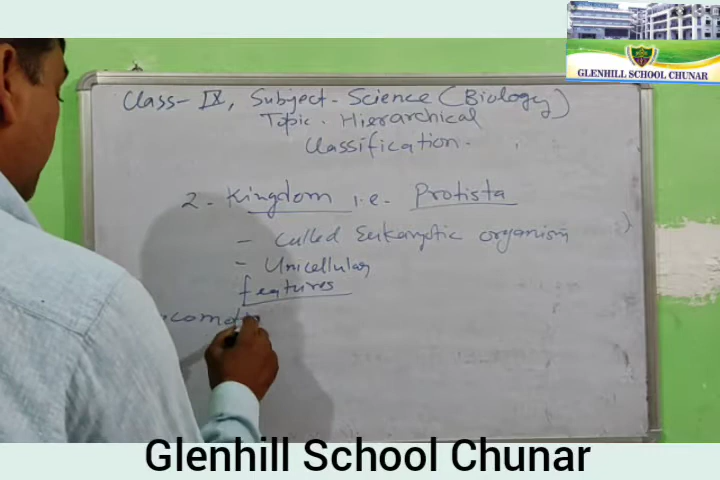 GLENHILL SCHOOL CHUNAR
Class- IX, Subject- Science (Biology)
Topic. Hierarchical
Classification.
2- Kingdom i.e. Protista
- Called Eukaryotic organism
- Unicellular
features
Glenhill School Chunar